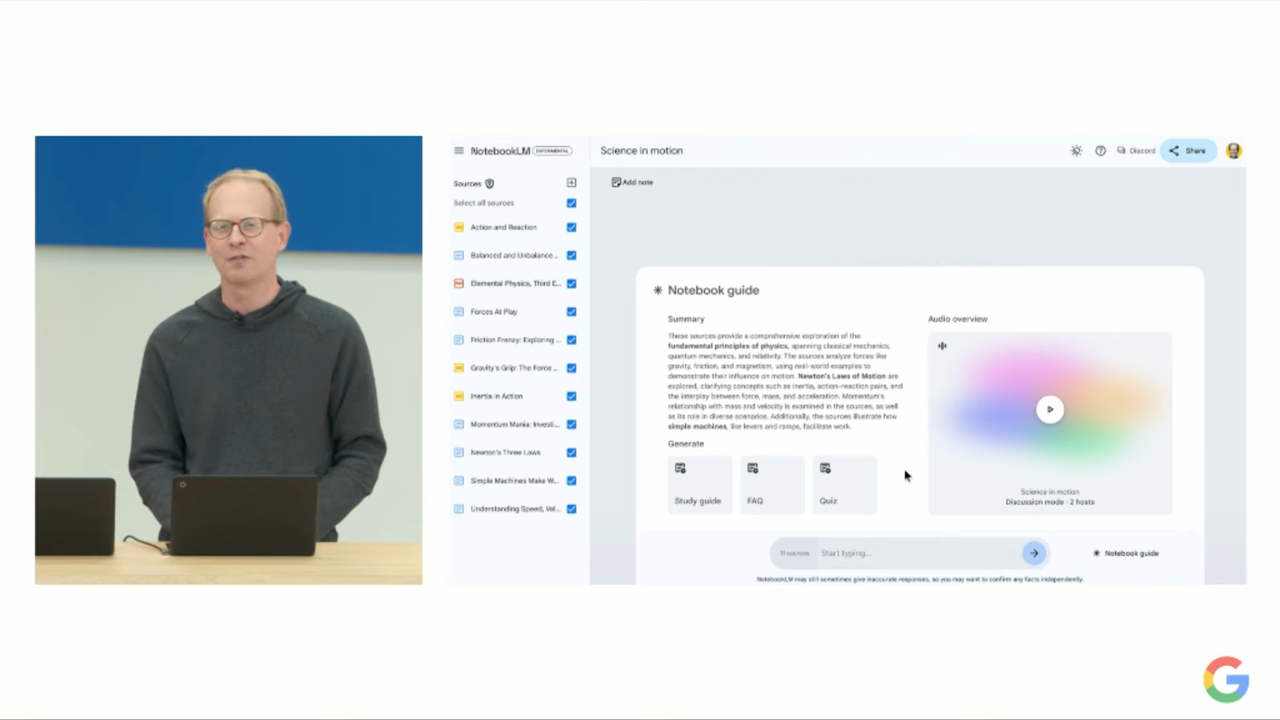 NotebookLM EXPERIMENTAL
Science in motion
Discord
Share
Sources
Add note
Select all sources
Action and Reaction
Balanced and Unbalance...
Elemental Physics, Third E...
Forces At Play
Friction Frenzy: Exploring ...
Gravity's Grip: The Force ...
Inertia in Action
Momentum Mania: Investi...
Newton's Three Laws
Simple Machines Make W...
Understanding Speed, Vel...
Notebook guide
Summary
These sources provide a comprehensive exploration of the
fundamental principles of physics, spanning classical mechanics,
quantum mechanics, and relativity. The sources analyze forces like
gravity, friction, and magnetism, using real-world examples to
demonstrate their influence on motion. Newton's Laws of Motion are
explored, clarifying concepts such as inertia, action-reaction pairs, and
the interplay between force, mass, and acceleration. Momentum's
relationship with mass and velocity is examined in the sources, as well
as its role in diverse scenarios. Additionally, the sources illustrate how
simple machines, like levers and ramps, facilitate work.
Generate
Study guide
FAQ
Quiz
Audio overview
Science in motion
Discussion mode · 2 hosts
11 sources
Start typing...
Notebook guide
NotebookLM may still sometimes give inaccurate responses, so you may want to confirm any facts independently.
G